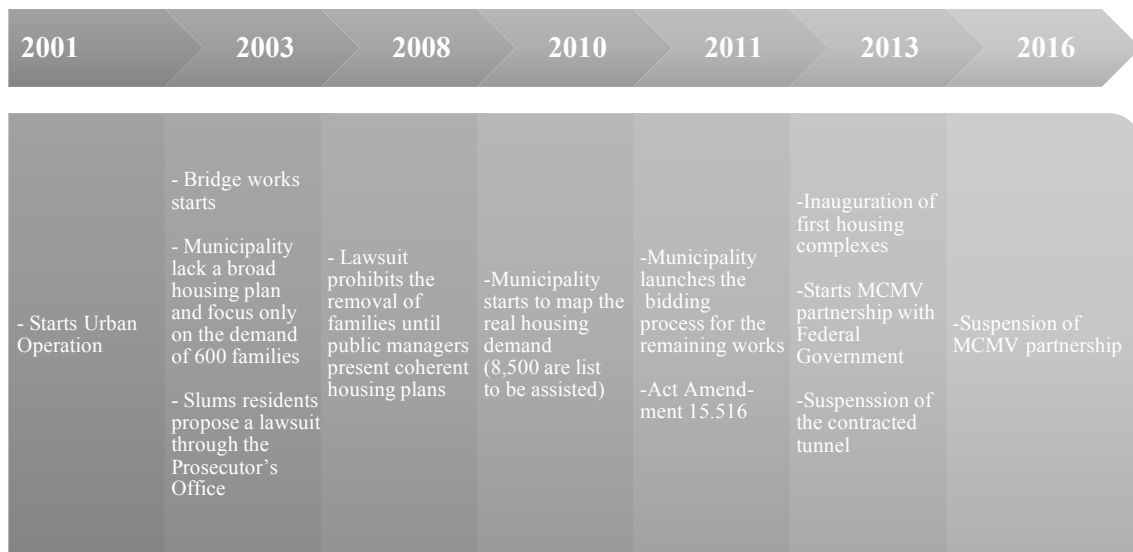 2001
2003
2008
2010
2011
2013
2016
- Starts Urban
Operation
- Bridge works
starts
- Municipality
lack a broad
housing plan
and focus only
on the demand
of 600 families
- Slums residents
propose a lawsuit
through the
Prosecutor’s
Office
- Lawsuit
prohibits the
removal of
families until
public managers
present coherent
housing plans
-Municipality
starts to map the
real housing
demand
(8,500 are list
to be assisted)
-Municipality
launches the
bidding
process for the
remaining works
-Act Amend-
ment 15.516
-Inauguration of
first housing
complexes
-Starts MCMV
partnership with
Federal
Government
-Suspenssion of
the contracted
tunnel
-Suspension of
MCMV partnership